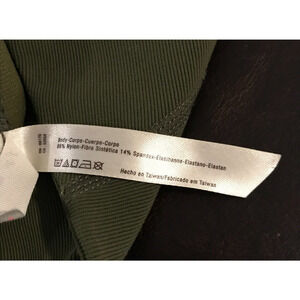 Body-Corps-Cuerpo-Corpo
86% Nylon-Fibra Sintética 14% Spandex-Elasthanne-Elastano-Elastan
Hecho en Taiwan/Fabricado em Taiwan